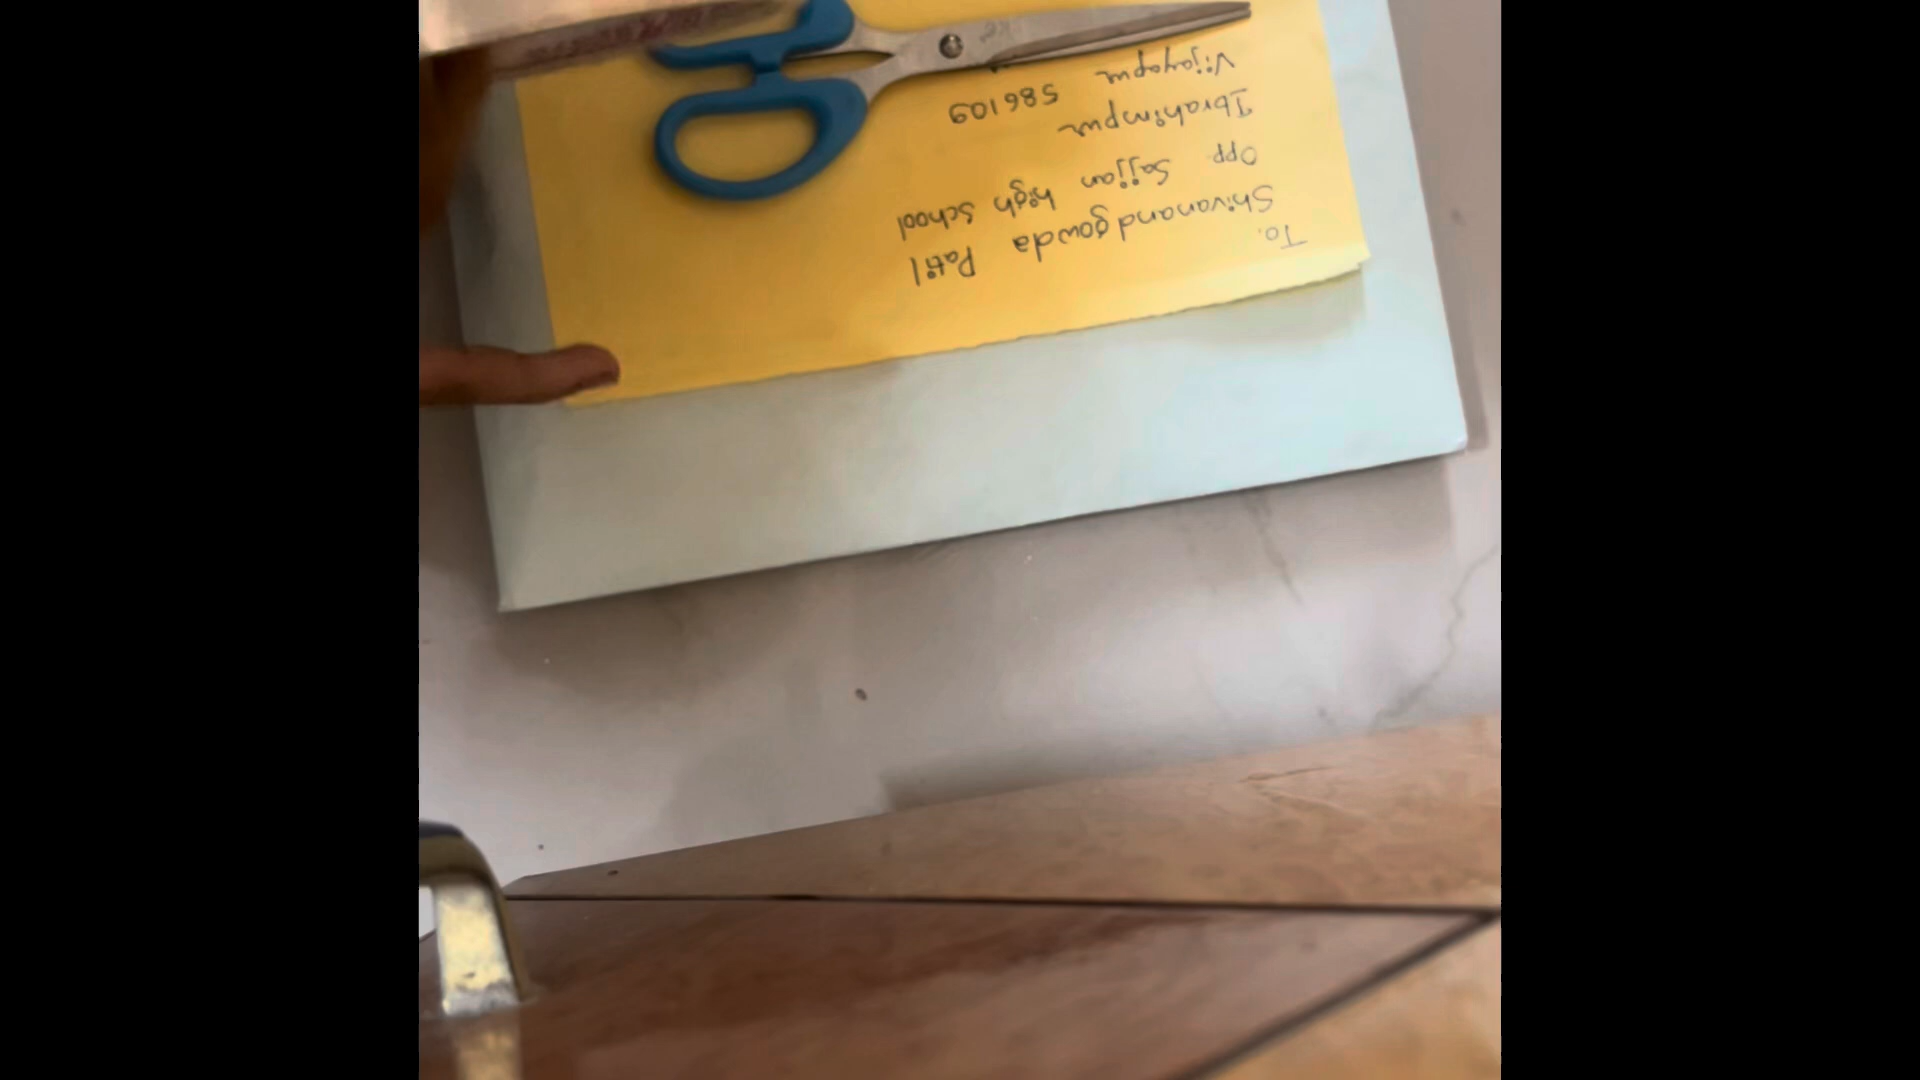 To,
Shivanandgowda Patil
Opp Sajjan high School
Ibrahimpur
Vijayapur 586109